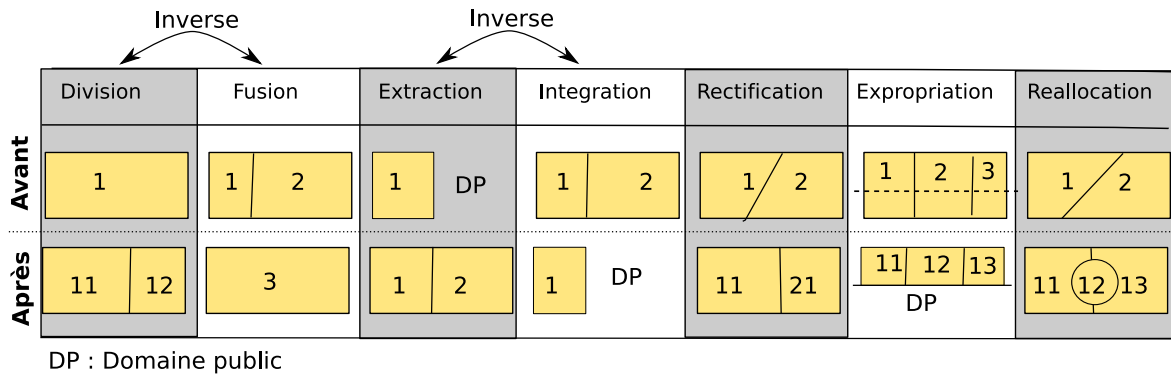 Inverse Inverse
Division Fusion Extraction Integration Rectification Expropriation Reallocation
Avant
1 1 2 1 DP 1 2 1 2 1 2 3 1 2
Après
11 12 3 1 2 1 DP 11 21 11 12 13 DP 11 12 13
DP : Domaine public